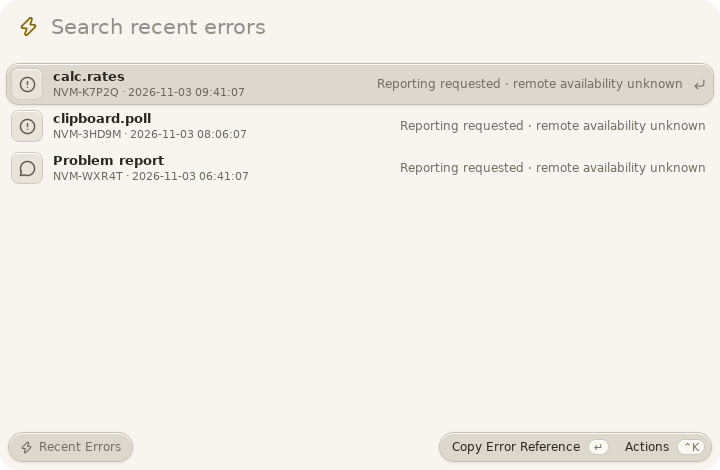 Search recent errors
calc.rates
NVM-K7P2Q · 2026-11-03 09:41:07
Reporting requested · remote availability unknown ↵
clipboard.poll
NVM-3HD9M · 2026-11-03 08:06:07
Reporting requested · remote availability unknown
Problem report
NVM-WXR4T · 2026-11-03 06:41:07
Reporting requested · remote availability unknown
Recent Errors
Copy Error Reference ↵ Actions ^K